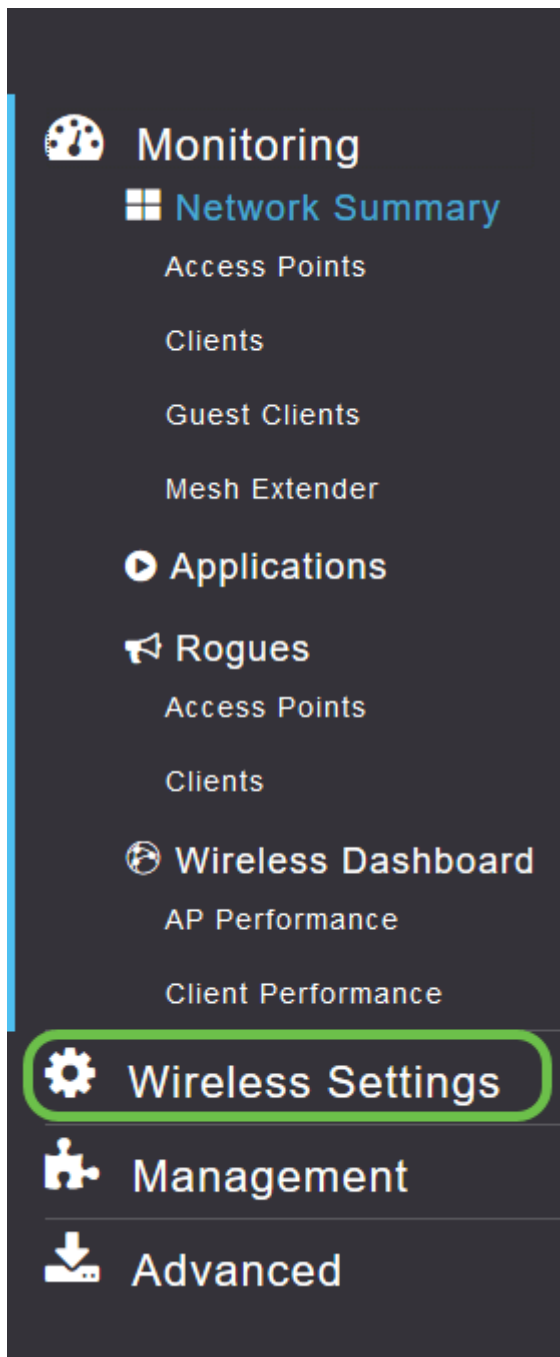 Monitoring
Network Summary
Access Points
Clients
Guest Clients
Mesh Extender
Applications
Rogues
Access Points
Clients
Wireless Dashboard
AP Performance
Client Performance
Wireless Settings
Management
Advanced